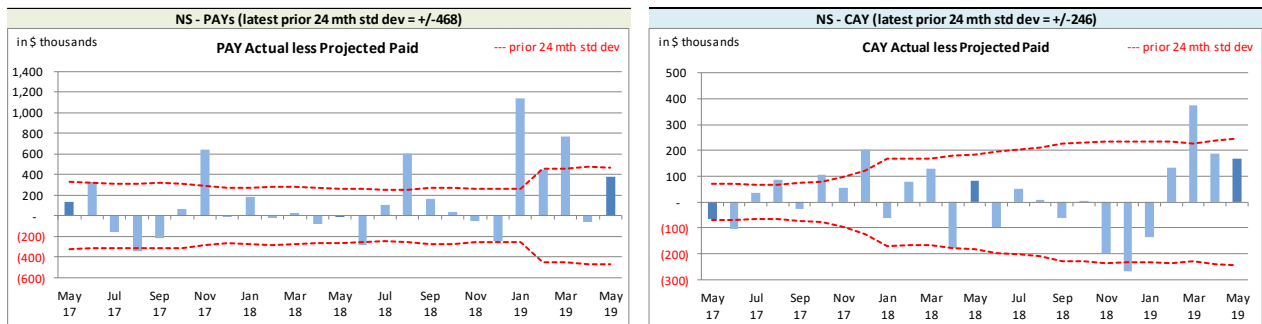 NS - PAYs (latest prior 24 mth std dev = +/-468)
in $ thousands
PAY Actual less Projected Paid
--- prior 24 mth std dev
1,400
1,200
1,000
800
600
400
200
-
(200)
(400)
(600)
May 17 Jul 17 Sep 17 Nov 17 Jan 18 Mar 18 May 18 Jul 18 Sep 18 Nov 18 Jan 19 Mar 19 May 19
NS - CAY (latest prior 24 mth std dev = +/-246)
in $ thousands
CAY Actual less Projected Paid
--- prior 24 mth std dev
500
400
300
200
100
-
(100)
(200)
(300)
May 17 Jul 17 Sep 17 Nov 17 Jan 18 Mar 18 May 18 Jul 18 Sep 18 Nov 18 Jan 19 Mar 19 May 19